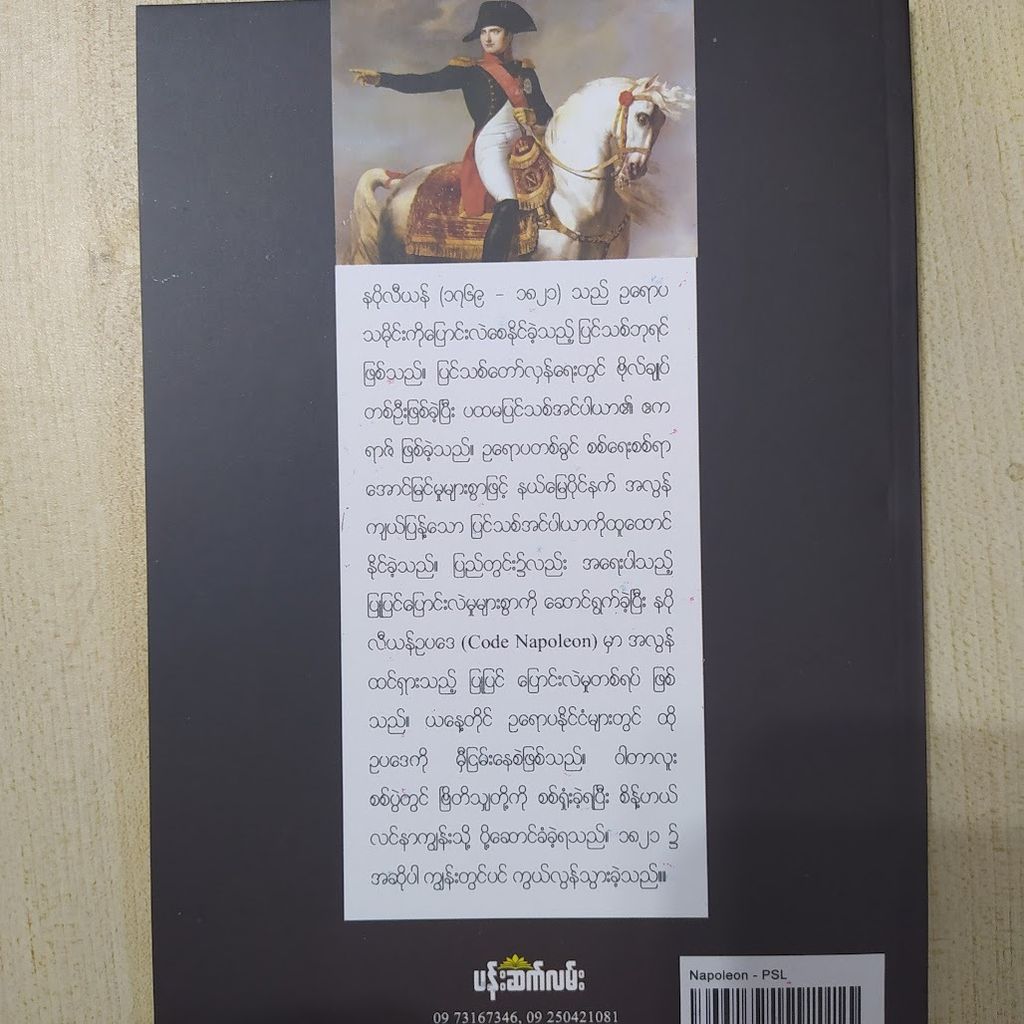 နပိုလီယန် (၁၇၆၉ – ၁၈၂၁) သည် ဥရောပ
သမိုင်းကိုပြောင်းလဲစေနိုင်ခဲ့သည့် ပြင်သစ်ဘုရင်
ဖြစ်သည်။ ပြင်သစ်တော်လှန်ရေးတွင် ဗိုလ်ချုပ်
တစ်ဦးဖြစ်ခဲ့ပြီး ပထမပြင်သစ်အင်ပါယာ၏ ဧက
ရာဇ် ဖြစ်ခဲ့သည်။ ဥရောပတစ်ခွင် စစ်ရေးစစ်ရာ
အောင်မြင်မှုများစွာဖြင့် နယ်မြေပိုင်နက် အလွန်
ကျယ်ပြန့်သော ပြင်သစ်အင်ပါယာကိုထူထောင်
နိုင်ခဲ့သည်။ ပြည်တွင်း၌လည်း အရေးပါသည့်
ပြုပြင်ပြောင်းလဲမှုများစွာကို ဆောင်ရွက်ခဲ့ပြီး နပို
လီယန်ဥပဒေ (Code Napoleon) မှာ အလွန်
ထင်ရှားသည့် ပြုပြင် ပြောင်းလဲမှုတစ်ရပ် ဖြစ်
သည်။ ယနေ့တိုင် ဥရောပနိုင်ငံများတွင် ထို
ဥပဒေကို မှီငြမ်းနေစဲဖြစ်သည်။ ဝါတာလူး
စစ်ပွဲတွင် ဗြိတိသျှတို့ကို စစ်ရှုံးခဲ့ရပြီး စိန့်ဟယ်
လင်နာကျွန်းသို့ ပို့ဆောင်ခံခဲ့ရသည်။ ၁၈၂၁ ၌
အဆိုပါ ကျွန်းတွင်ပင် ကွယ်လွန်သွားခဲ့သည်။။
ပန်းဆက်လမ်း
09 73167346, 09 250421081
Napoleon - PSL